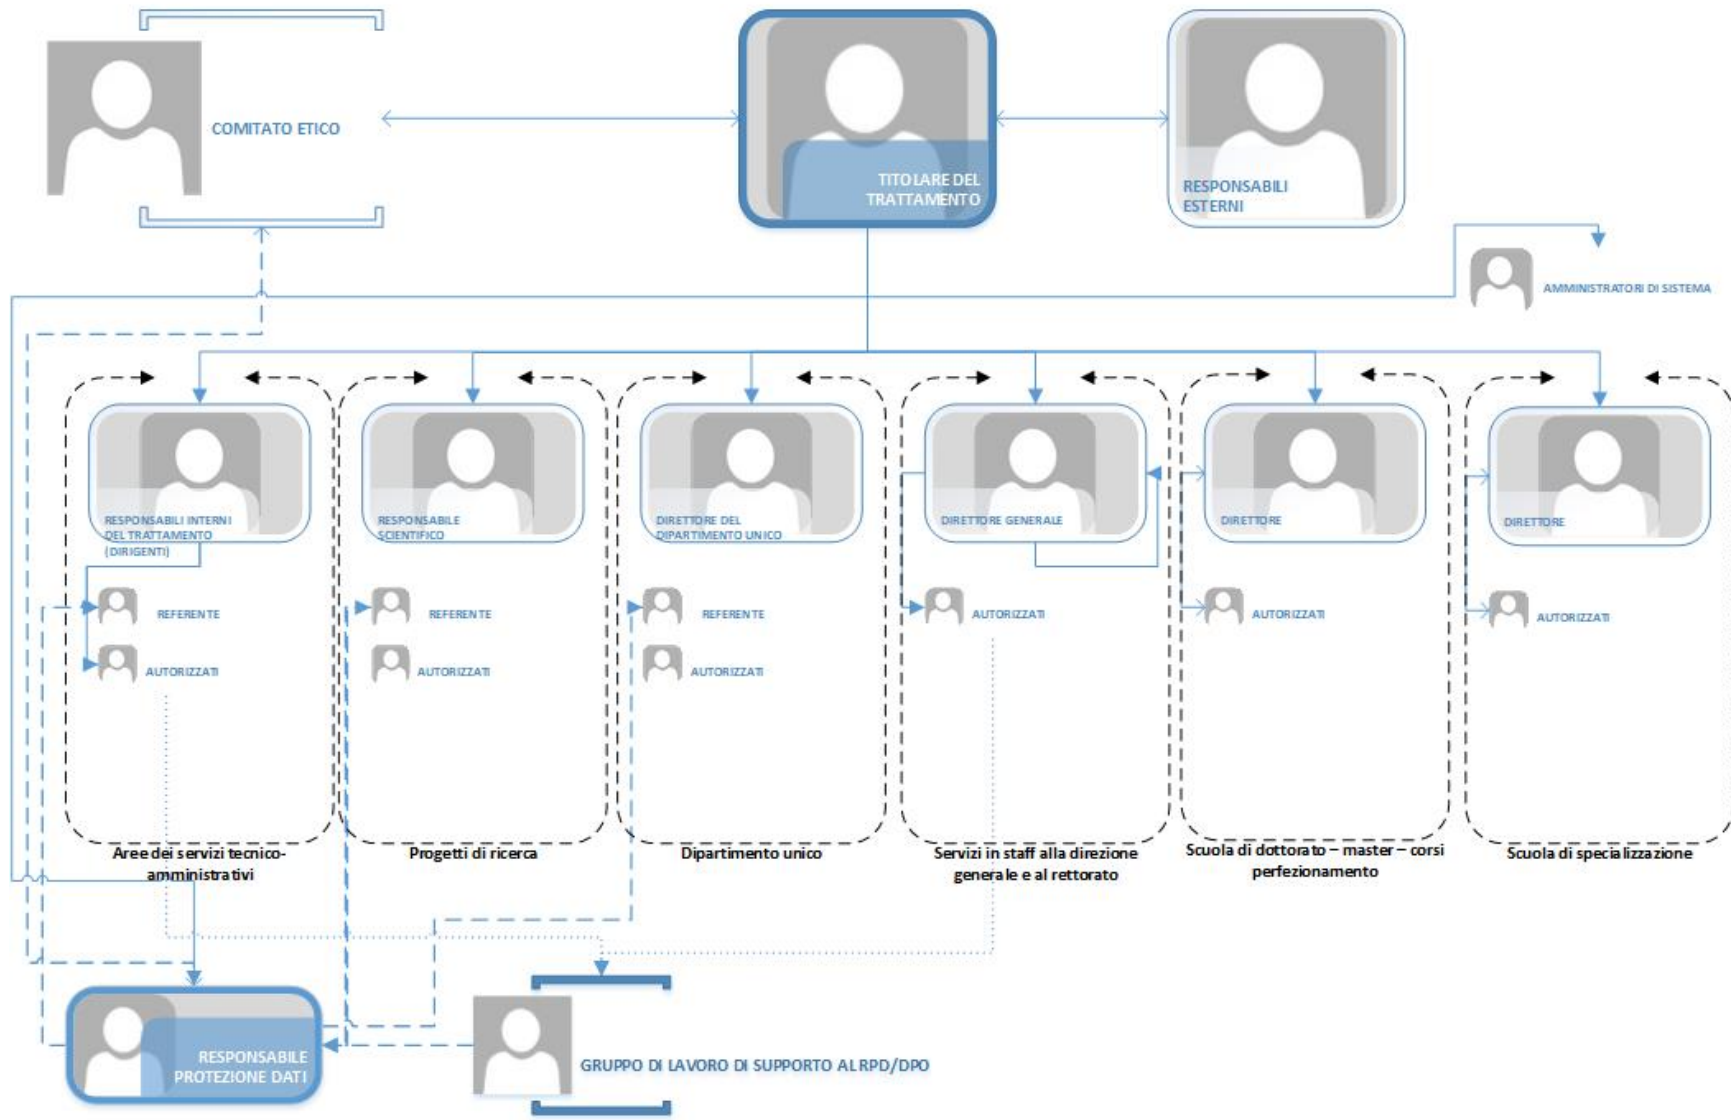 COMITATO ETICO
TITOLARE DEL
TRATTAMENTO
RESPONSABILI
ESTERNI
AMMINISTRATORI DI SISTEMA
RESPONSABILI INTERNI
DEL TRATTAMENTO
(DIRIGENTI)
RESPONSABILE
SCIENTIFICO
DIRETTORE DEL
DIPARTIMENTO UNICO
DIRETTORE GENERALE
DIRETTORE
DIRETTORE
REFERENTE
REFERENTE
REFERENTE
AUTORIZZATI
AUTORIZZATI
AUTORIZZATI
AUTORIZZATI
AUTORIZZATI
AUTORIZZATI
Aree dei servizi tecnico-
amministrativi
Progetti di ricerca
Dipartimento unico
Servizi in staff alla direzione
generale e al rettorato
Scuola di dottorato – master – corsi
perfezionamento
Scuola di specializzazione
RESPONSABILE
PROTEZIONE DATI
GRUPPO DI LAVORO DI SUPPORTO AL RPD/DPO